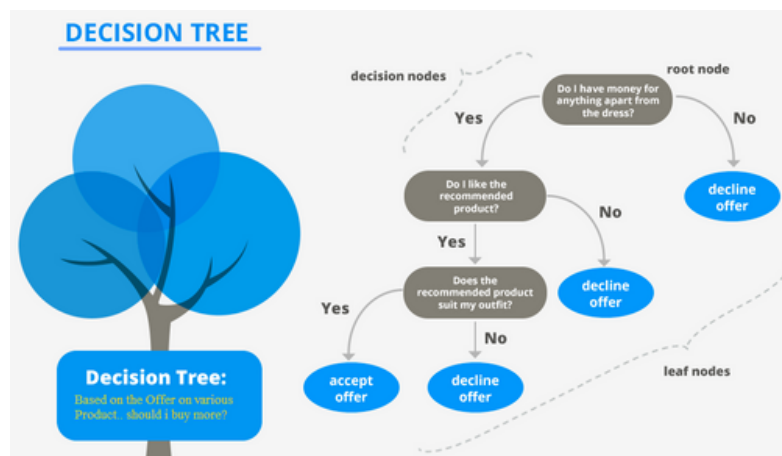 DECISION TREE
decision nodes
root node
Do I have money for
anything apart from
the dress?
Yes
No
decline
offer
Do I like the
recommended
product?
No
Yes
decline
offer
Does the
recommended product
suit my outfit?
Yes
No
accept
offer
decline
offer
leaf nodes
Decision Tree:
Based on the Offer on various
Product.. should i buy more?